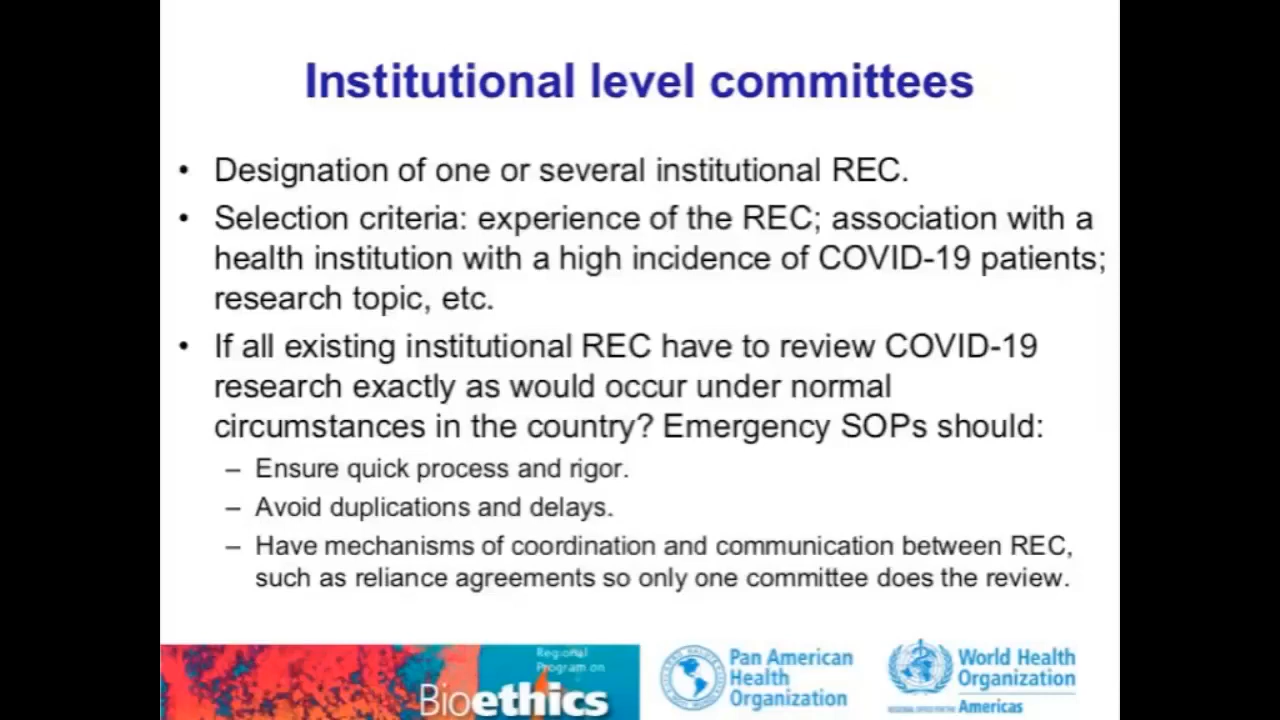 Institutional level committees
• Designation of one or several institutional REC.
• Selection criteria: experience of the REC; association with a
health institution with a high incidence of COVID-19 patients;
research topic, etc.
• If all existing institutional REC have to review COVID-19
research exactly as would occur under normal
circumstances in the country? Emergency SOPs should:
– Ensure quick process and rigor.
– Avoid duplications and delays.
– Have mechanisms of coordination and communication between REC,
such as reliance agreements so only one committee does the review.
Regional
Program on
Bioethics
Pan American
Health
Organization
World Health
Organization
REGIONAL OFFICE FOR THE Americas